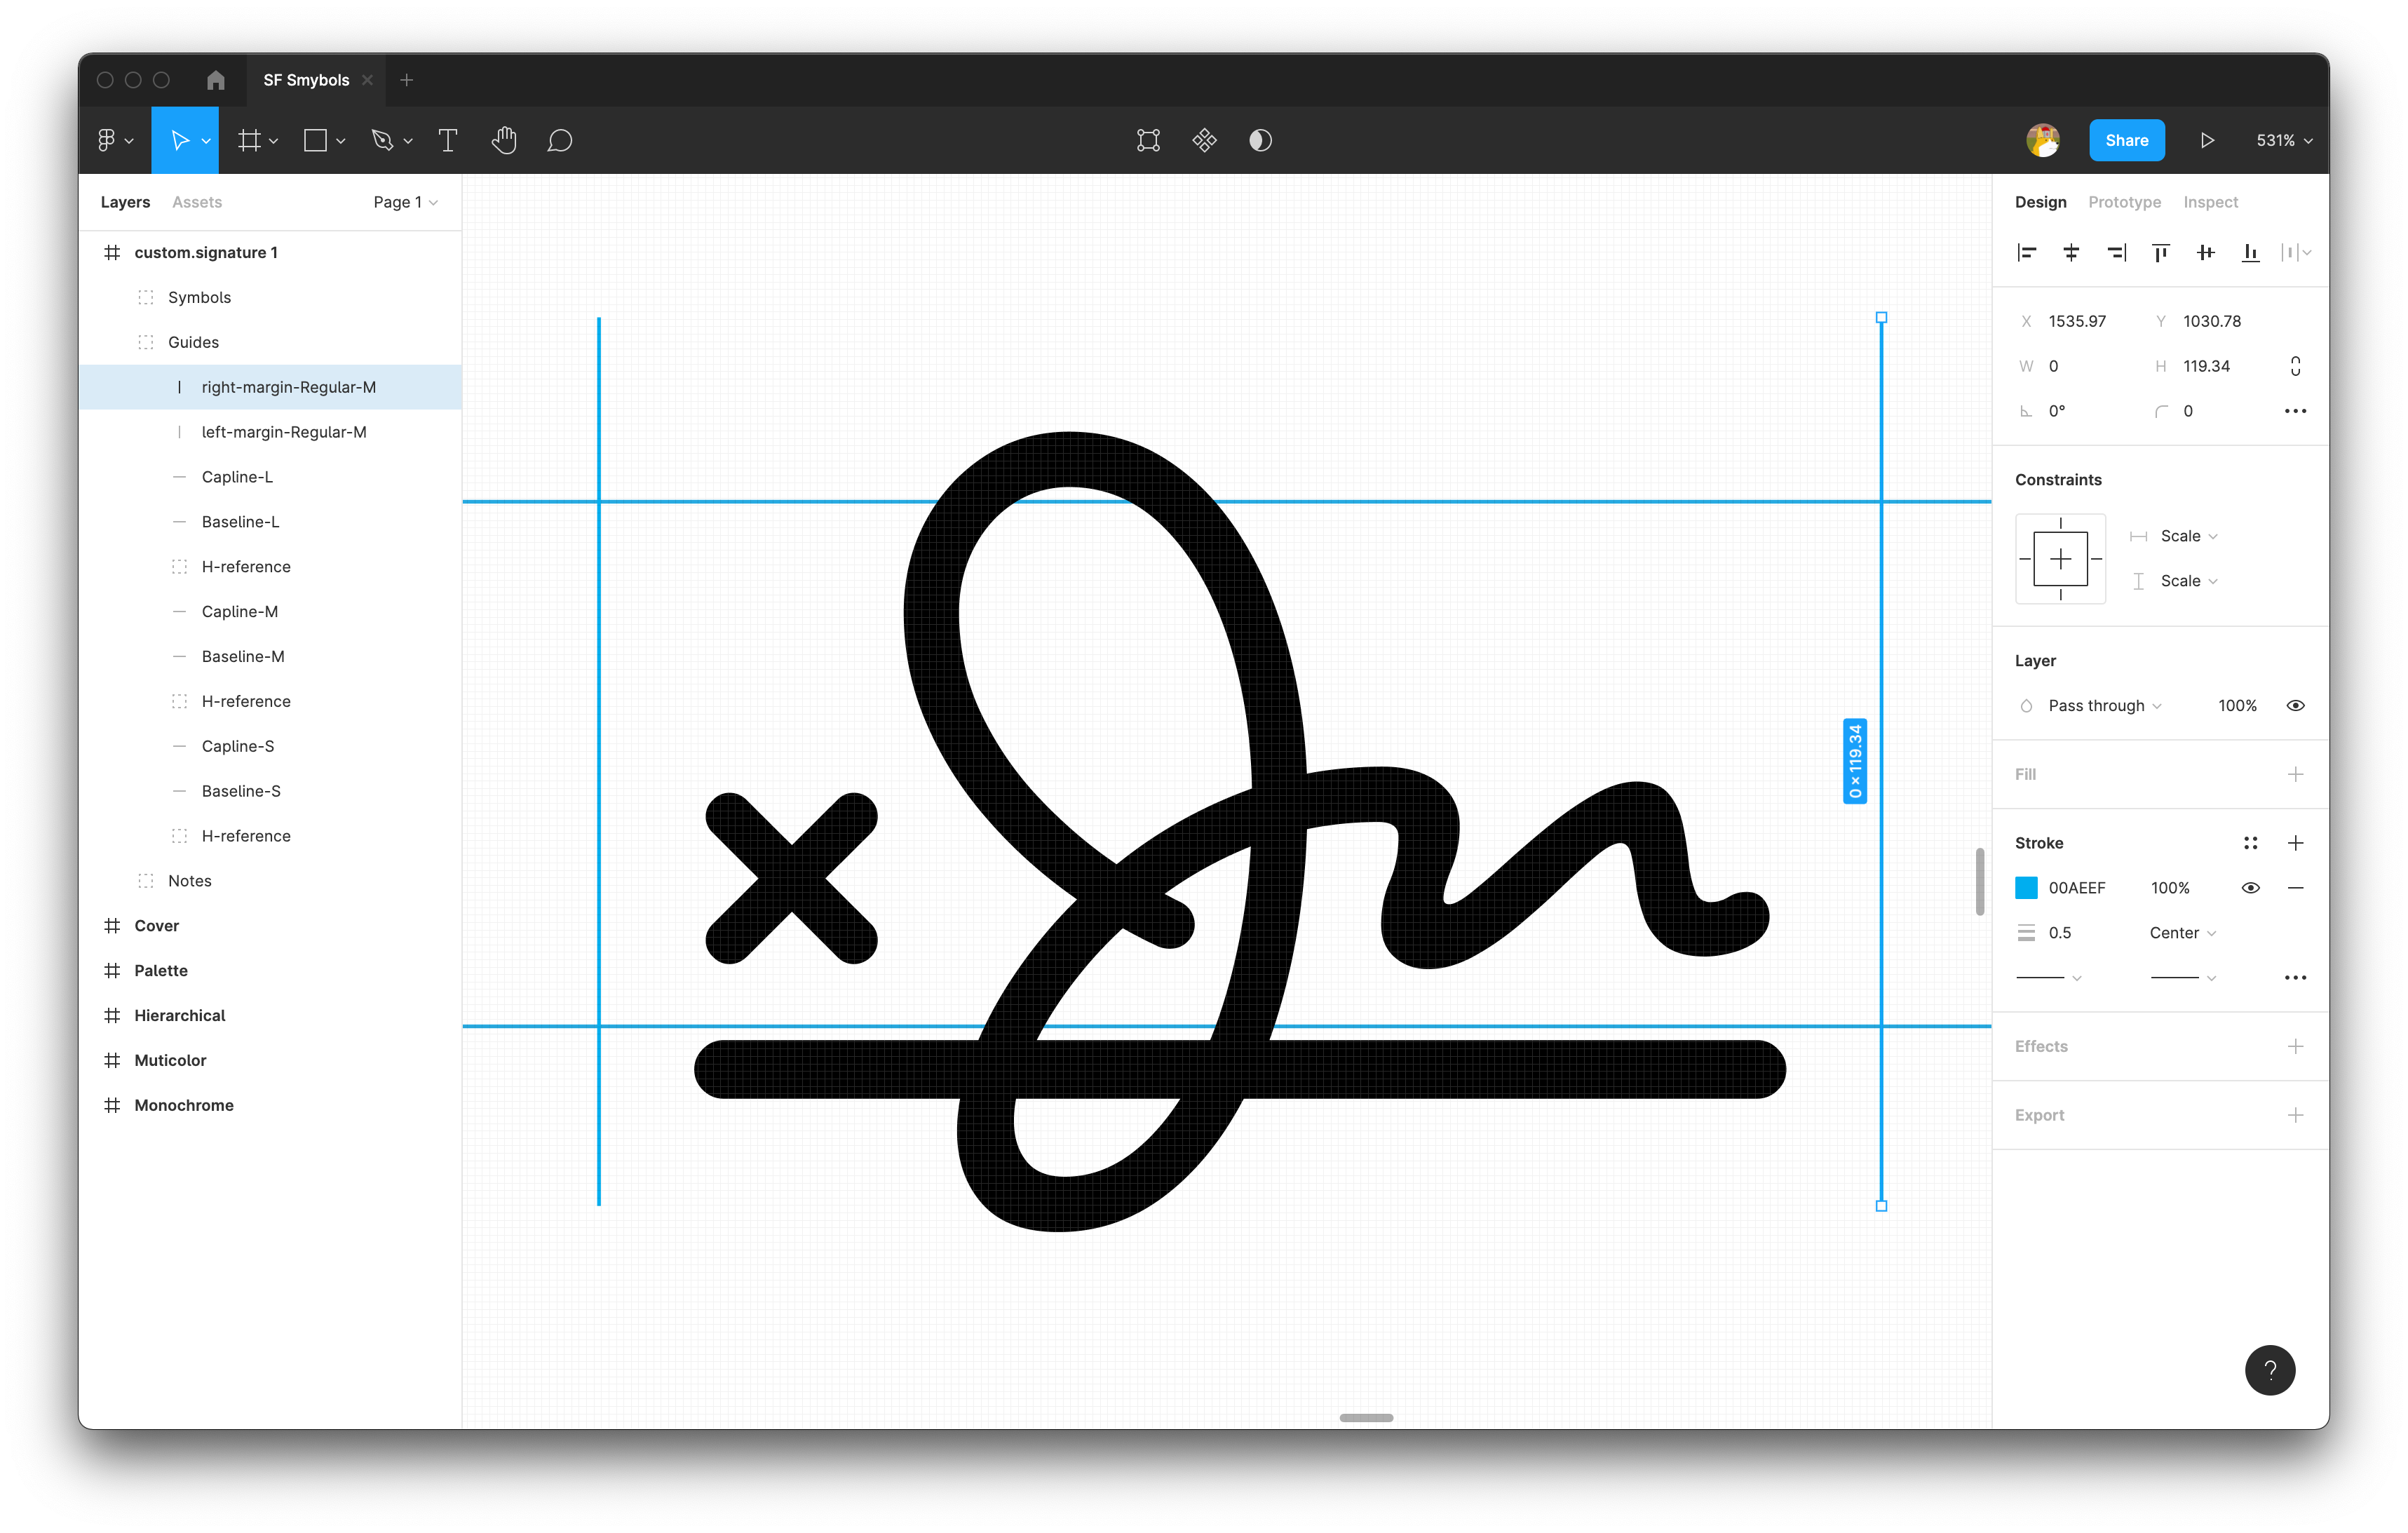 SF Smybols
Share
531%
Layers Assets Page 1
custom.signature 1
Symbols
Guides
right-margin-Regular-M
left-margin-Regular-M
Capline-L
Baseline-L
H-reference
Capline-M
Baseline-M
H-reference
Capline-S
Baseline-S
H-reference
Notes
Cover
Palette
Hierarchical
Muticolor
Monochrome
0 × 119.34
Design Prototype Inspect
X 1535.97 Y 1030.78
W 0 H 119.34
0° 0
Constraints
Scale
Scale
Layer
Pass through 100%
Fill
Stroke
00AEEF 100%
0.5 Center
Effects
Export
?